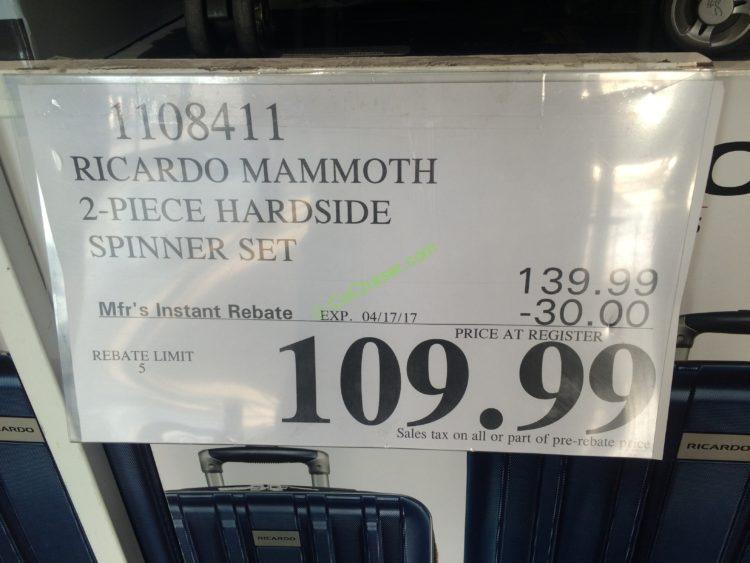 1108411
RICARDO MAMMOTH
2-PIECE HARDSIDE
SPINNER SET
139.99
Mfr's Instant Rebate EXP. 04/17/17 -30.00
PRICE AT REGISTER
REBATE LIMIT
5
109.99
Sales tax on all or part of pre-rebate price
RICARDO
RICARDO
RICARDO